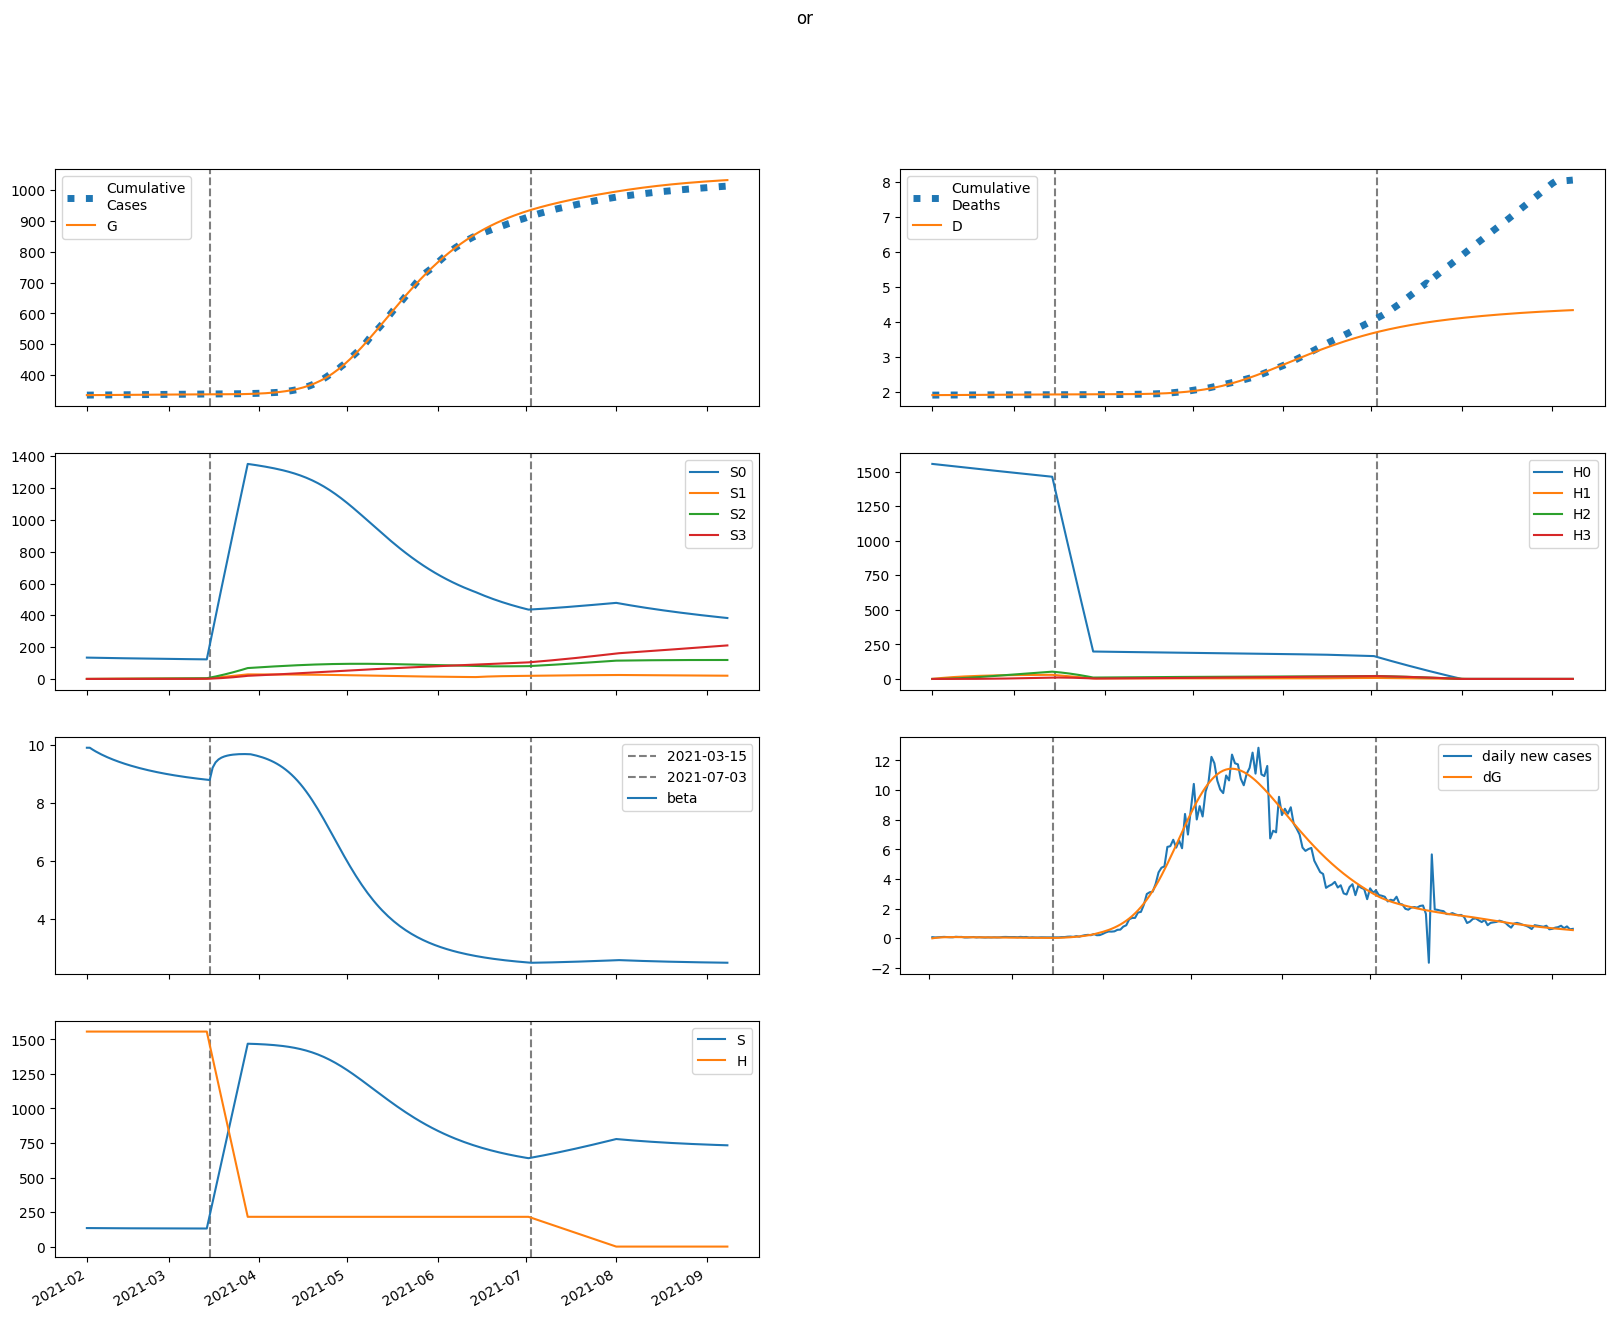 or
Cumulative
Cases
G
1000
900
800
700
600
500
400
Cumulative
Deaths
D
8
7
6
5
4
3
2
S0
S1
S2
S3
1400
1200
1000
800
600
400
200
0
H0
H1
H2
H3
1500
1250
1000
750
500
250
0
2021-03-15
2021-07-03
beta
10
8
6
4
daily new cases
dG
12
10
8
6
4
2
0
−2
S
H
1500
1250
1000
750
500
250
0
2021-02
2021-03
2021-04
2021-05
2021-06
2021-07
2021-08
2021-09